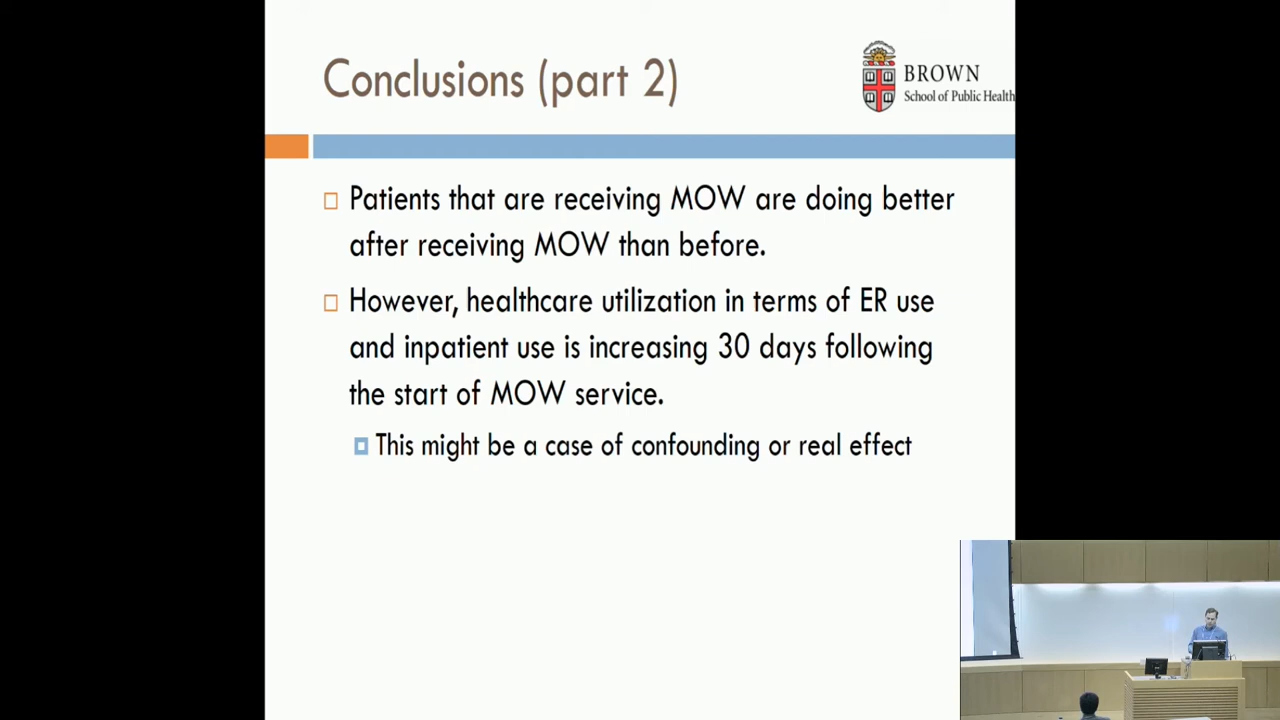 Conclusions (part 2)
BROWN
School of Public Health
Patients that are receiving MOW are doing better
after receiving MOW than before.
However, healthcare utilization in terms of ER use
and inpatient use is increasing 30 days following
the start of MOW service.
This might be a case of confounding or real effect